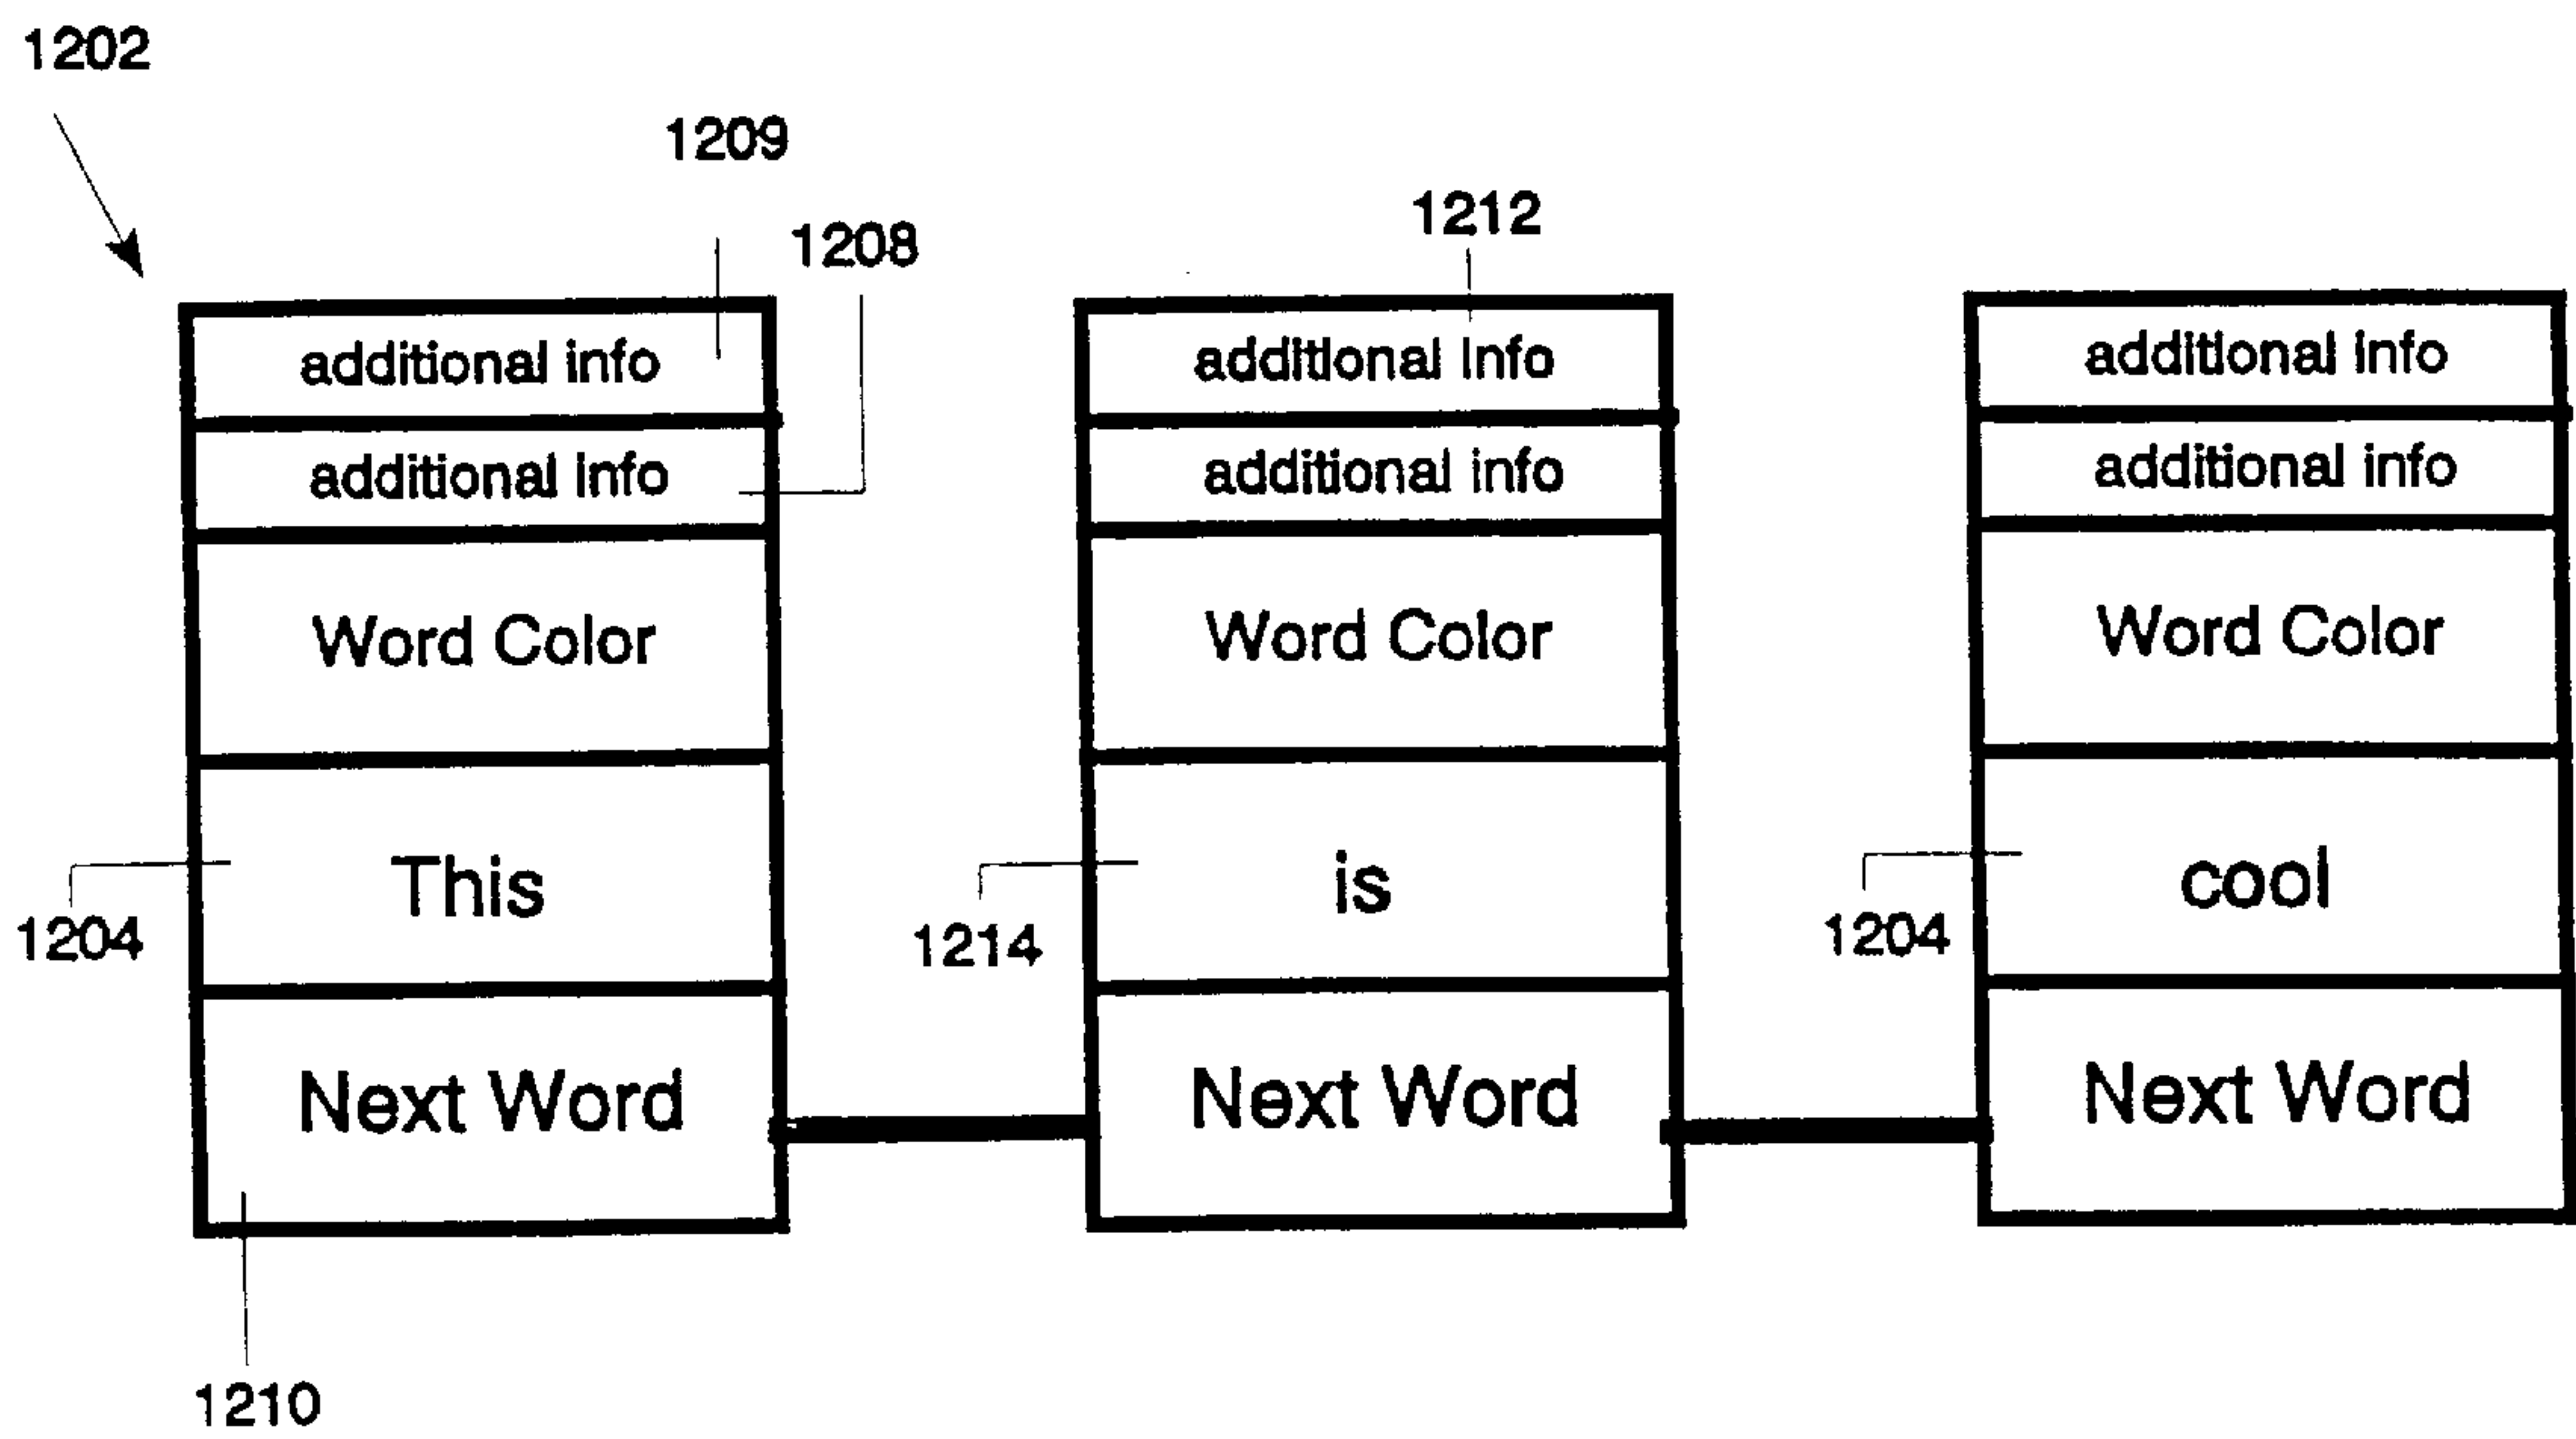 1202
1209
1208
1212
additional info
additional info
Word Color
This
Next Word
1204
1210
additional info
additional info
Word Color
is
Next Word
1214
additional info
additional info
Word Color
cool
Next Word
1204